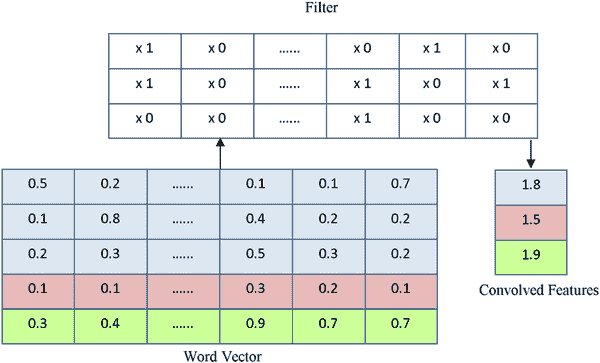 Filter
x 1 x 0 ...... x 0 x 1 x 0
x 1 x 0 ...... x 1 x 0 x 1
x 0 x 0 ...... x 1 x 0 x 0
0.5 0.2 ...... 0.1 0.1 0.7
0.1 0.8 ...... 0.4 0.2 0.2
0.2 0.3 ...... 0.5 0.3 0.2
0.1 0.1 ...... 0.3 0.2 0.1
0.3 0.4 ...... 0.9 0.7 0.7
Word Vector
1.8
1.5
1.9
Convolved Features